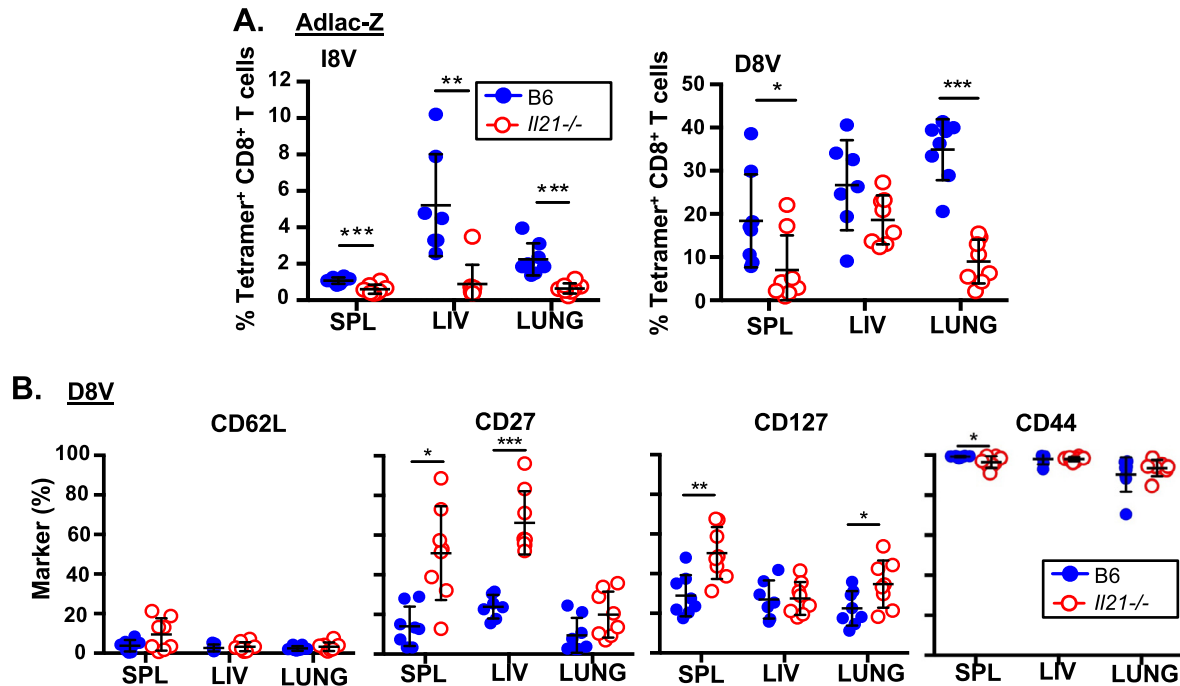 A. Adlac-Z
I8V
% Tetramer⁺ CD8⁺ T cells
12
10
8
6
4
2
0
***
**
***
B6
Il21-/-
SPL LIV LUNG
D8V
% Tetramer⁺ CD8⁺ T cells
50
40
30
20
10
0
*
***
SPL LIV LUNG
B. D8V
CD62L
Marker (%)
100
80
60
40
20
0
SPL LIV LUNG
CD27
*
***
SPL LIV LUNG
CD127
**
*
SPL LIV LUNG
CD44
*
B6
Il21-/-
SPL LIV LUNG